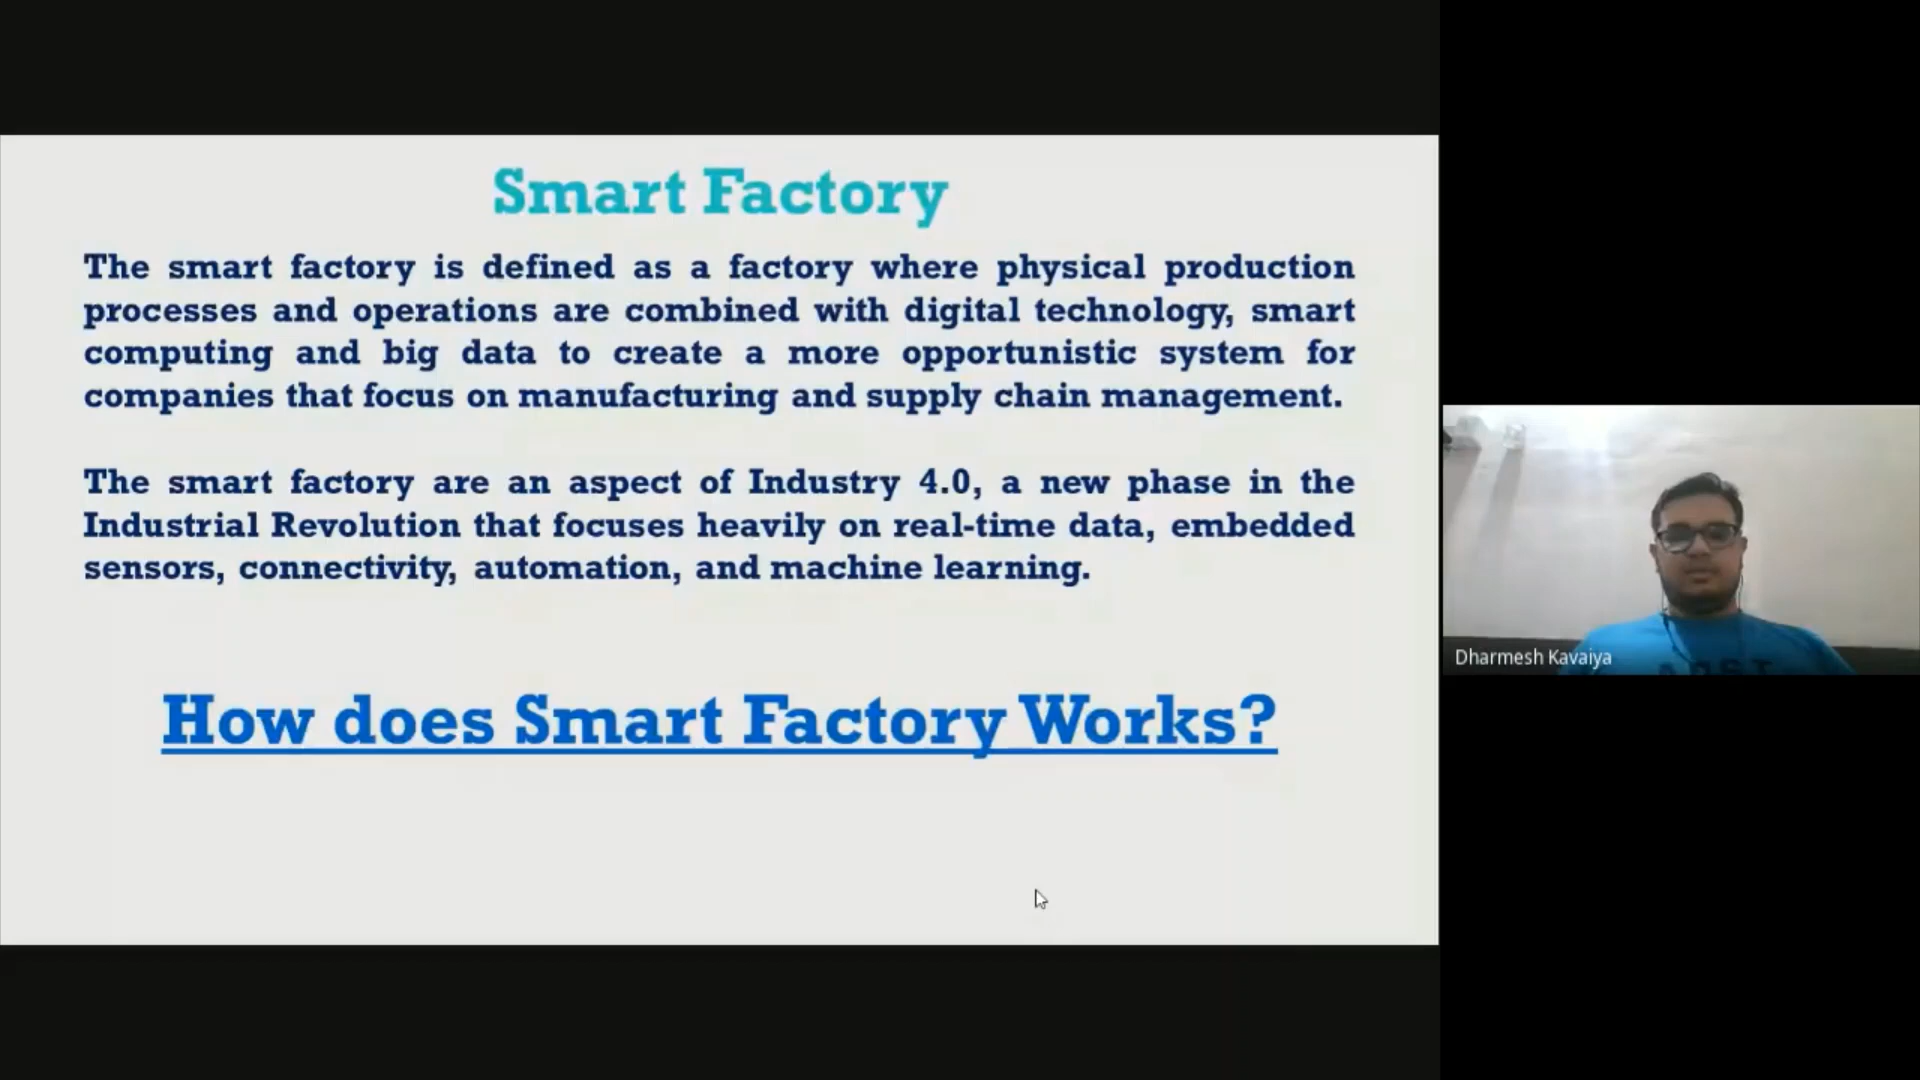 Smart Factory
The smart factory is defined as a factory where physical production
processes and operations are combined with digital technology, smart
computing and big data to create a more opportunistic system for
companies that focus on manufacturing and supply chain management.
The smart factory are an aspect of Industry 4.0, a new phase in the
Industrial Revolution that focuses heavily on real-time data, embedded
sensors, connectivity, automation, and machine learning.
How does Smart Factory Works?
Dharmesh Kavaiya